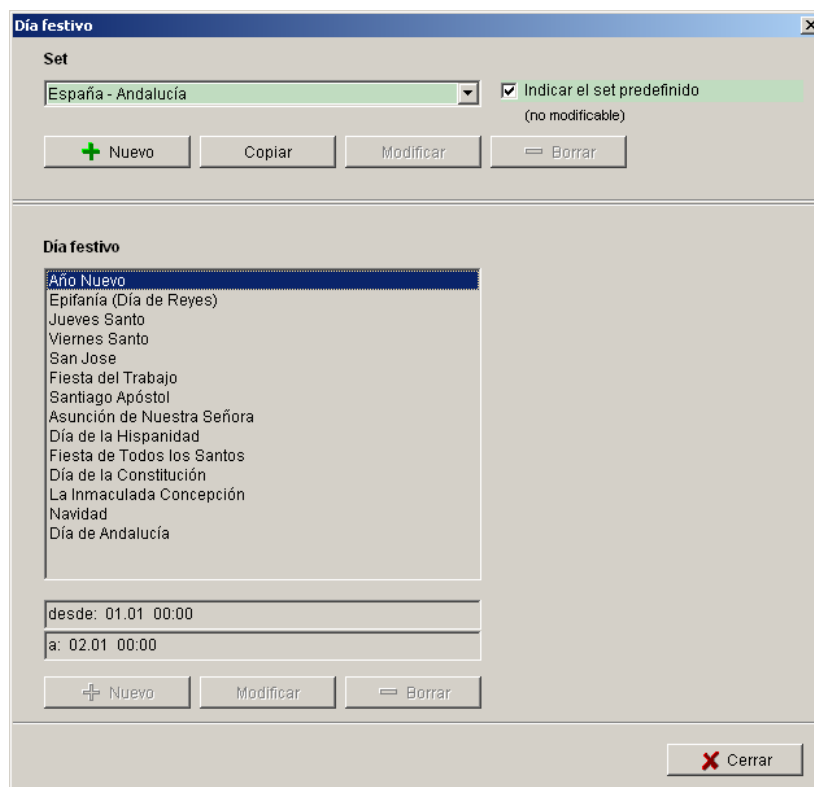 Día festivo
Set
España - Andalucía
Indicar el set predefinido
(no modificable)
Nuevo
Copiar
Modificar
Borrar
Día festivo
Año Nuevo
Epifanía (Día de Reyes)
Jueves Santo
Viernes Santo
San Jose
Fiesta del Trabajo
Santiago Apóstol
Asunción de Nuestra Señora
Día de la Hispanidad
Fiesta de Todos los Santos
Día de la Constitución
La Inmaculada Concepción
Navidad
Día de Andalucía
desde: 01.01 00:00
a: 02.01 00:00
Nuevo
Modificar
Borrar
Cerrar